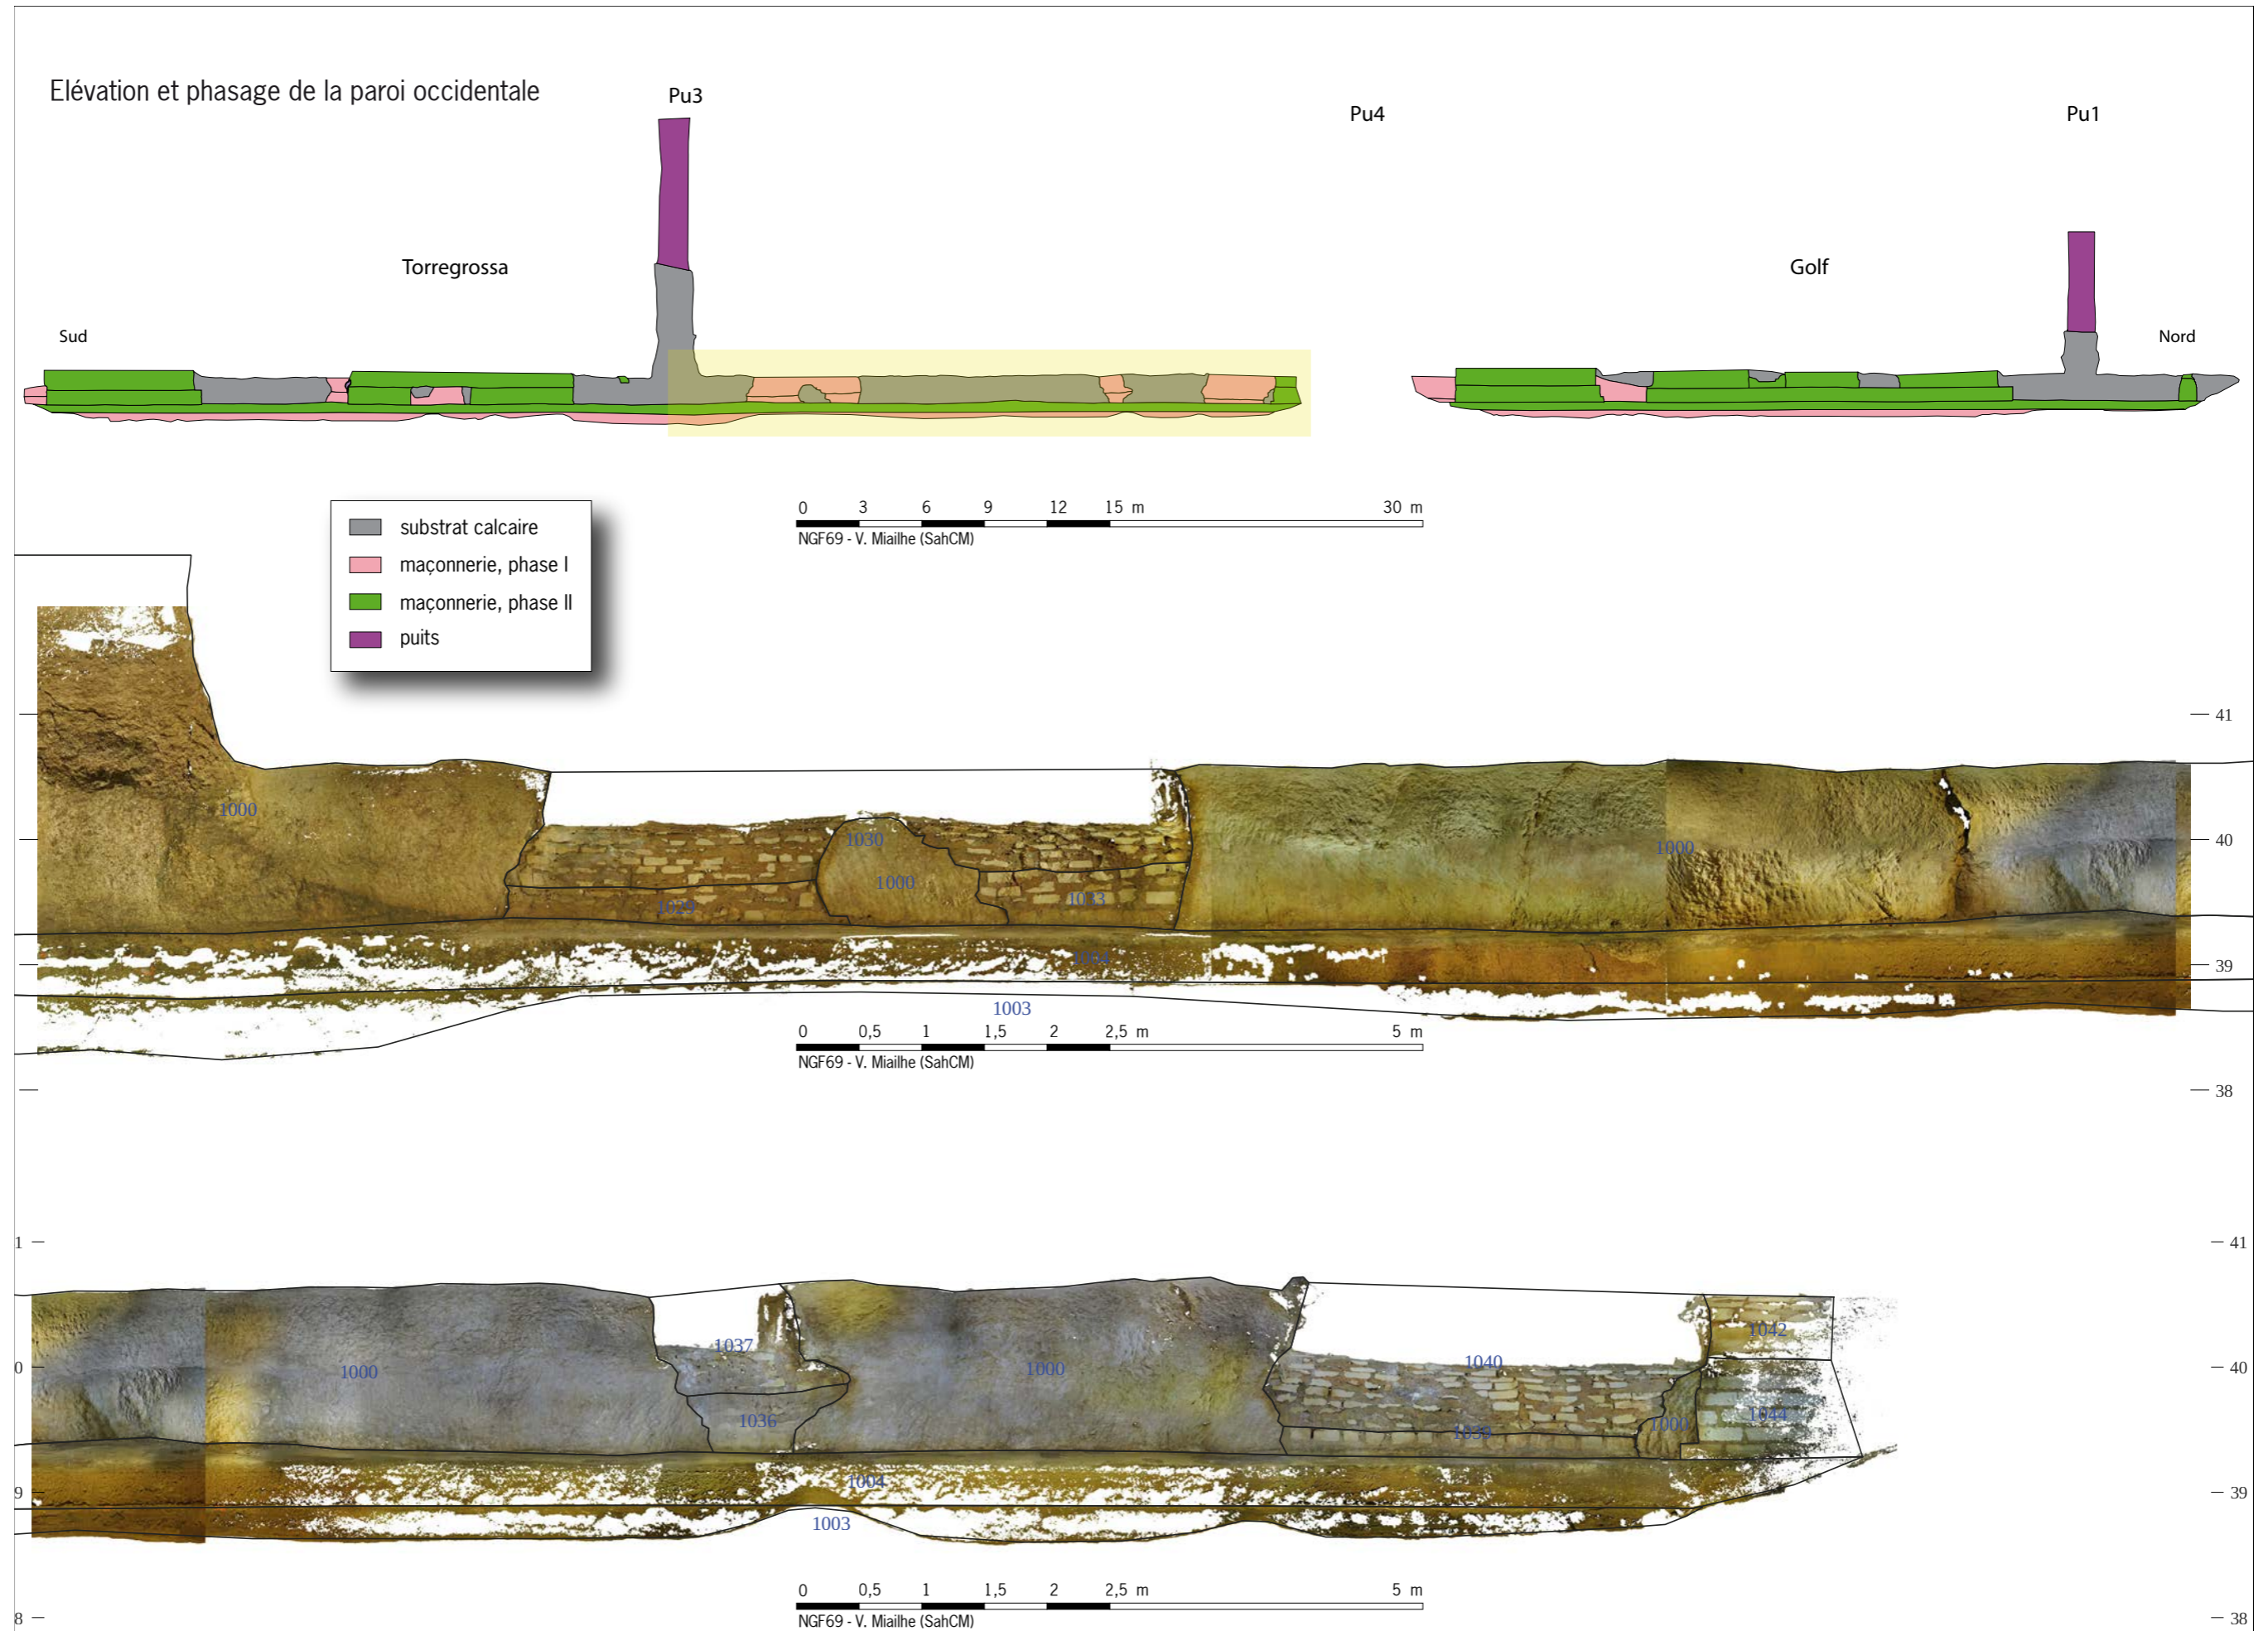 Elévation et phasage de la paroi occidentale
Pu3
Pu4
Pu1
Torregrossa
Golf
Sud
Nord
0 3 6 9 12 15 m 30 m
NGF69 - V. Miailhe (SahCM)
substrat calcaire
maçonnerie, phase I
maçonnerie, phase II
puits
41
1000
1030
40
1000
1000
1029
1033
1004
39
1003
0 0,5 1 1,5 2 2,5 m 5 m
NGF69 - V. Miailhe (SahCM)
38
1 41
1042
1037
1040
0 1000 1000 40
1036
1044
1000
1039
1004
9 39
1003
0 0,5 1 1,5 2 2,5 m 5 m
NGF69 - V. Miailhe (SahCM)
8 38